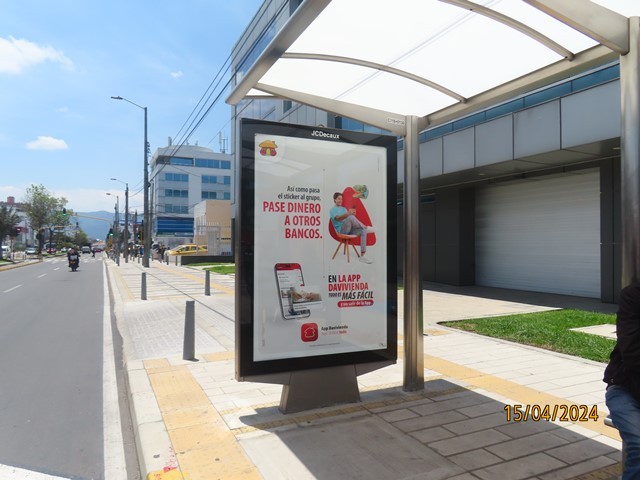 JCDecaux
Así como pasa
el sticker al grupo,
PASE DINERO
A OTROS
BANCOS.
EN LA APP
DAVIVIENDA
TODO ES MÁS FÁCIL
App Davivienda
15/04/2024